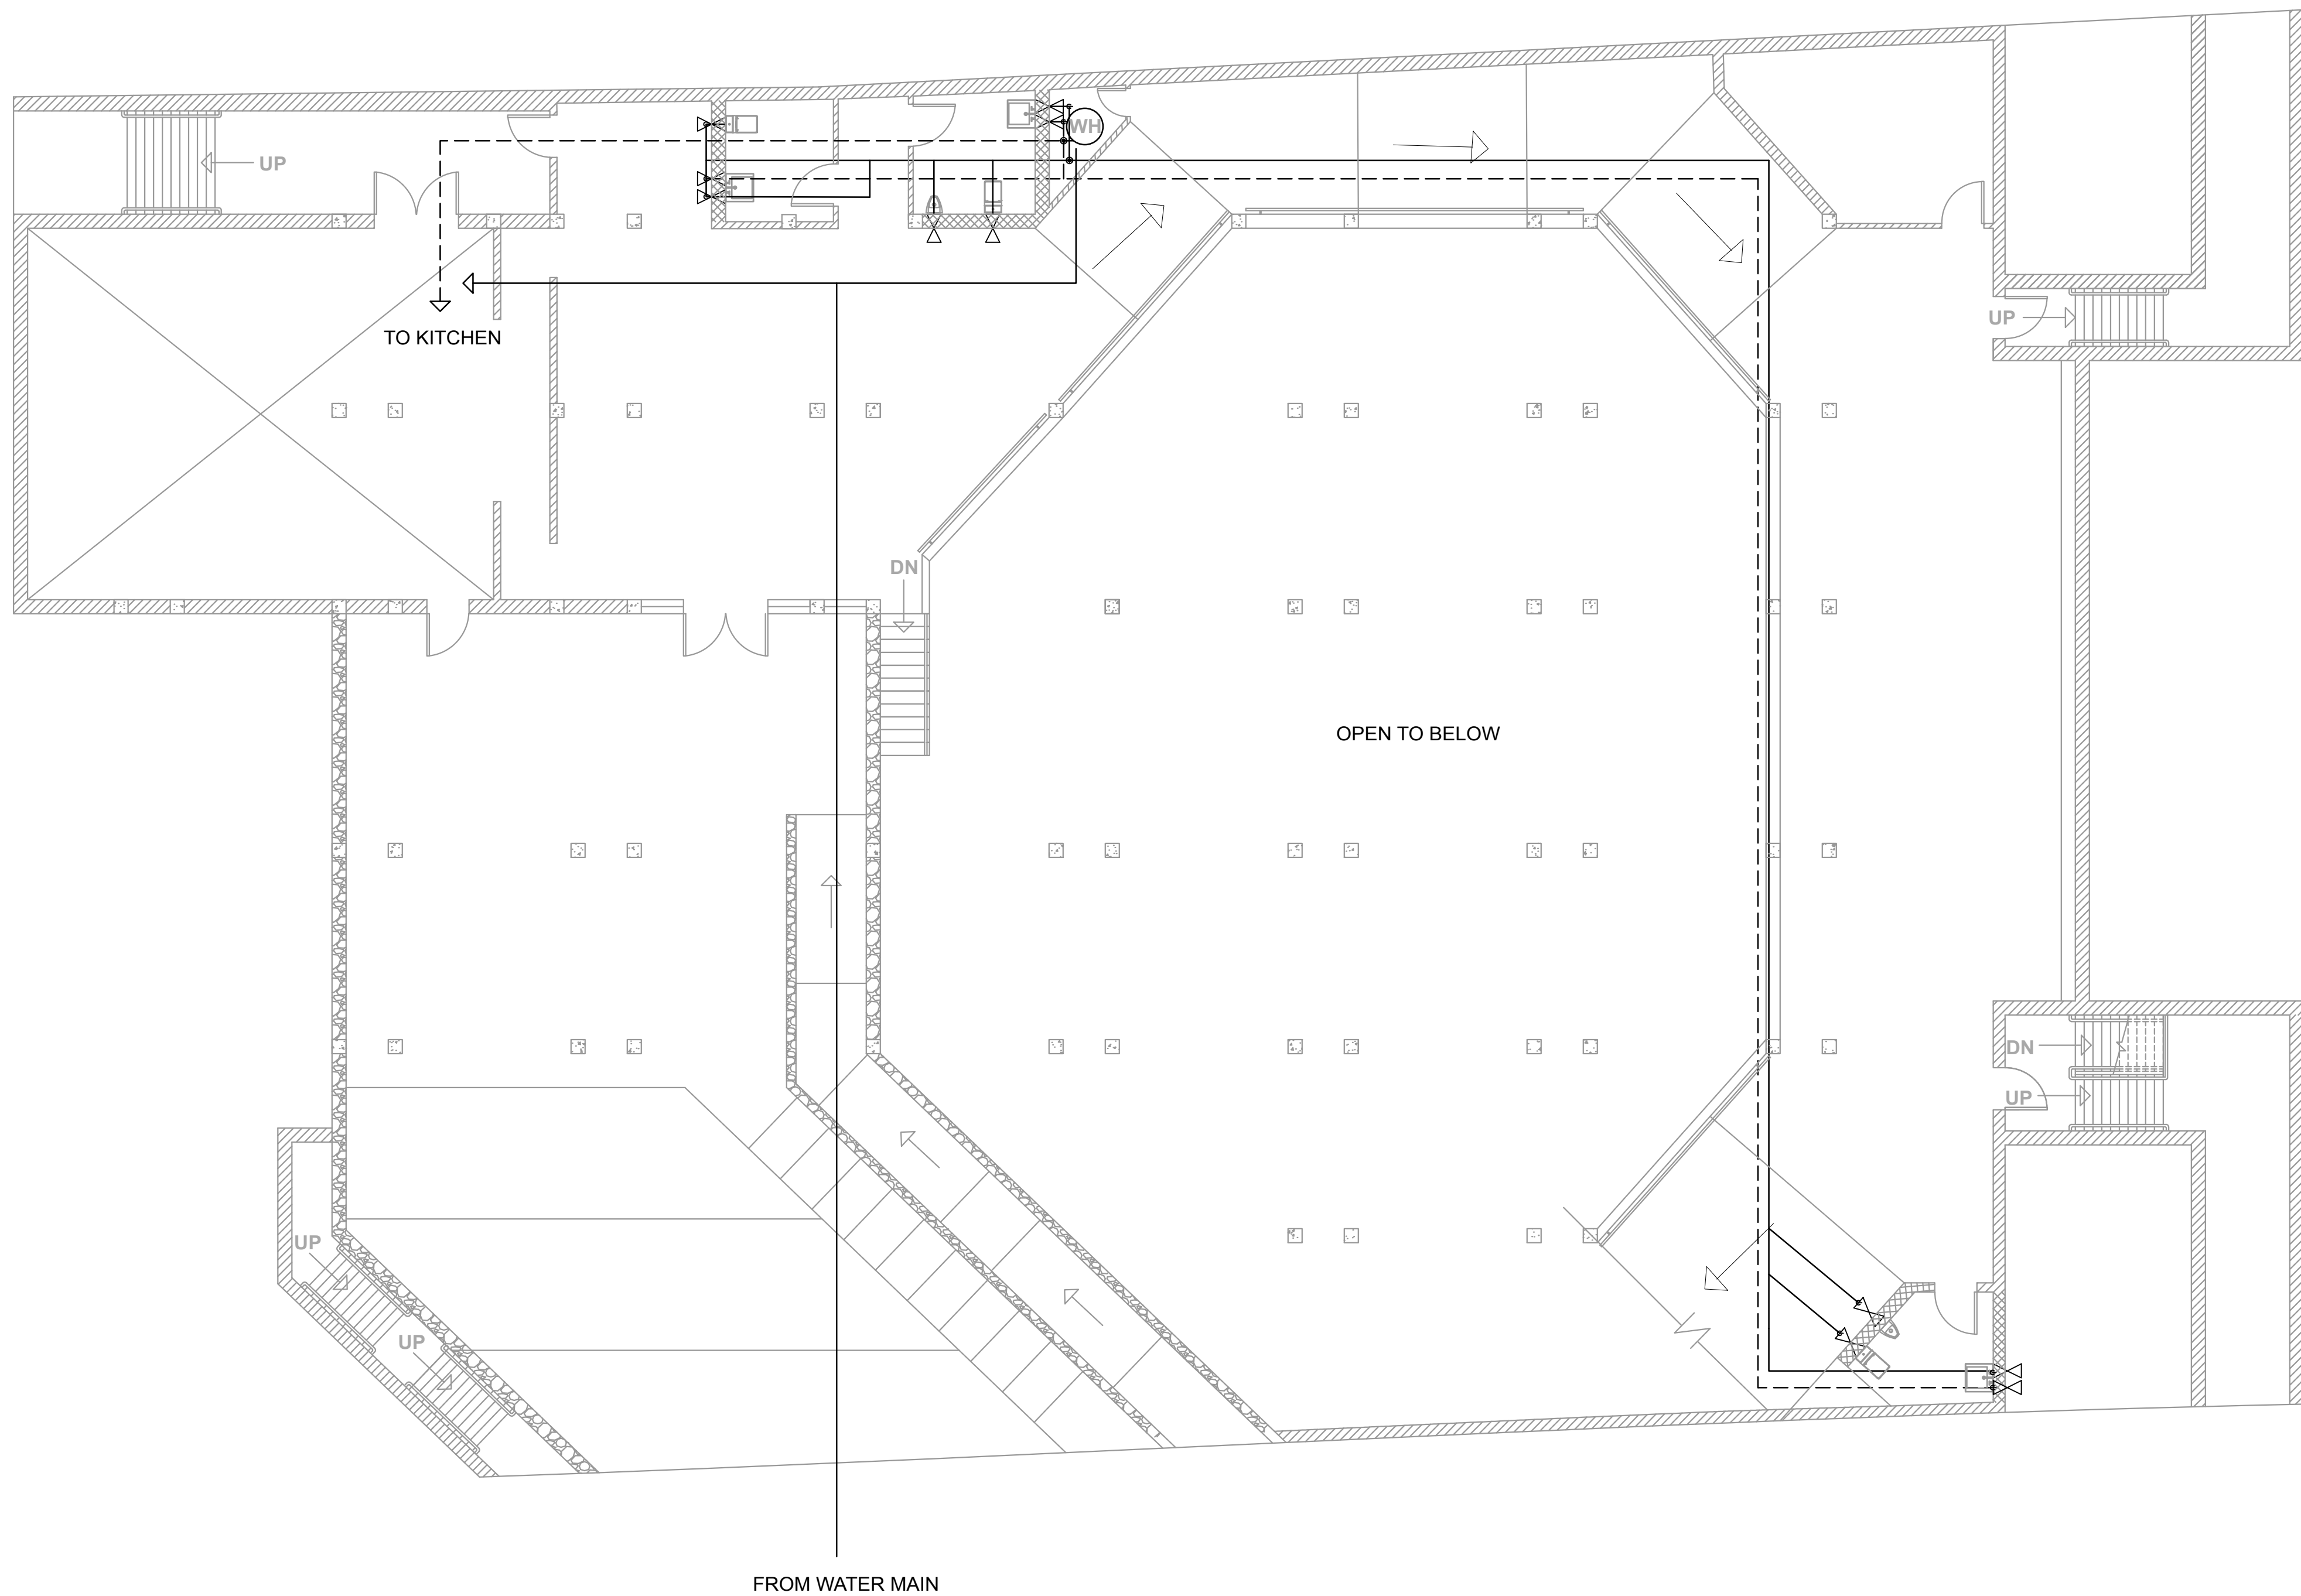 WH
UP
UP
TO KITCHEN
DN
OPEN TO BELOW
DN
UP
UP
UP
FROM WATER MAIN